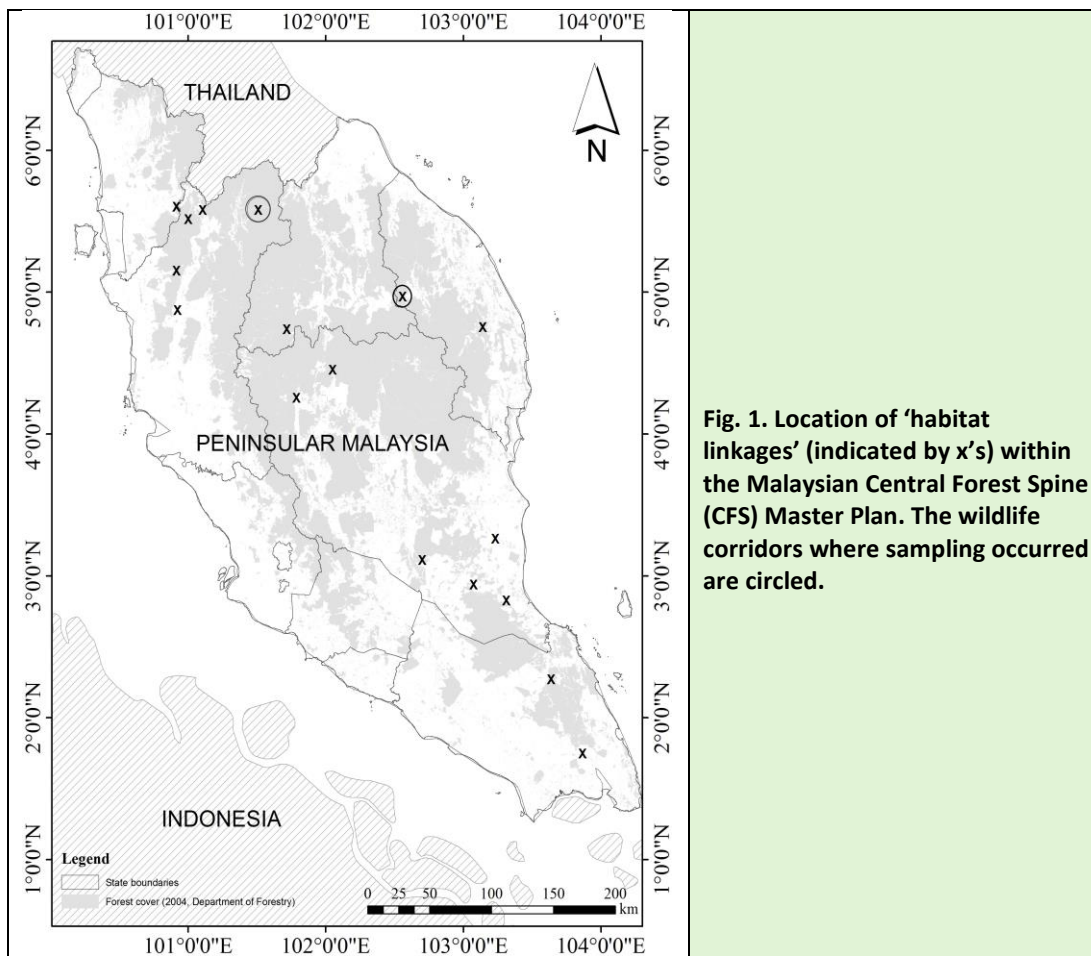 101°0'0"E 102°0'0"E 103°0'0"E 104°0'0"E
THAILAND
N
6°0'0"N
6°0'0"N
x
x
x
x
x
x
5°0'0"N
x
5°0'0"N
x
x
x
x
4°0'0"N
PENINSULAR MALAYSIA
4°0'0"N
x
x
3°0'0"N
x
x
3°0'0"N
x
2°0'0"N
2°0'0"N
x
INDONESIA
1°0'0"N
1°0'0"N
Legend
State boundaries
Forest cover (2004, Department of Forestry)
0 25 50 100 150 200
km
101°0'0"E 102°0'0"E 103°0'0"E 104°0'0"E
Fig. 1. Location of ‘habitat
linkages’ (indicated by x’s) within
the Malaysian Central Forest Spine
(CFS) Master Plan. The wildlife
corridors where sampling occurred
are circled.